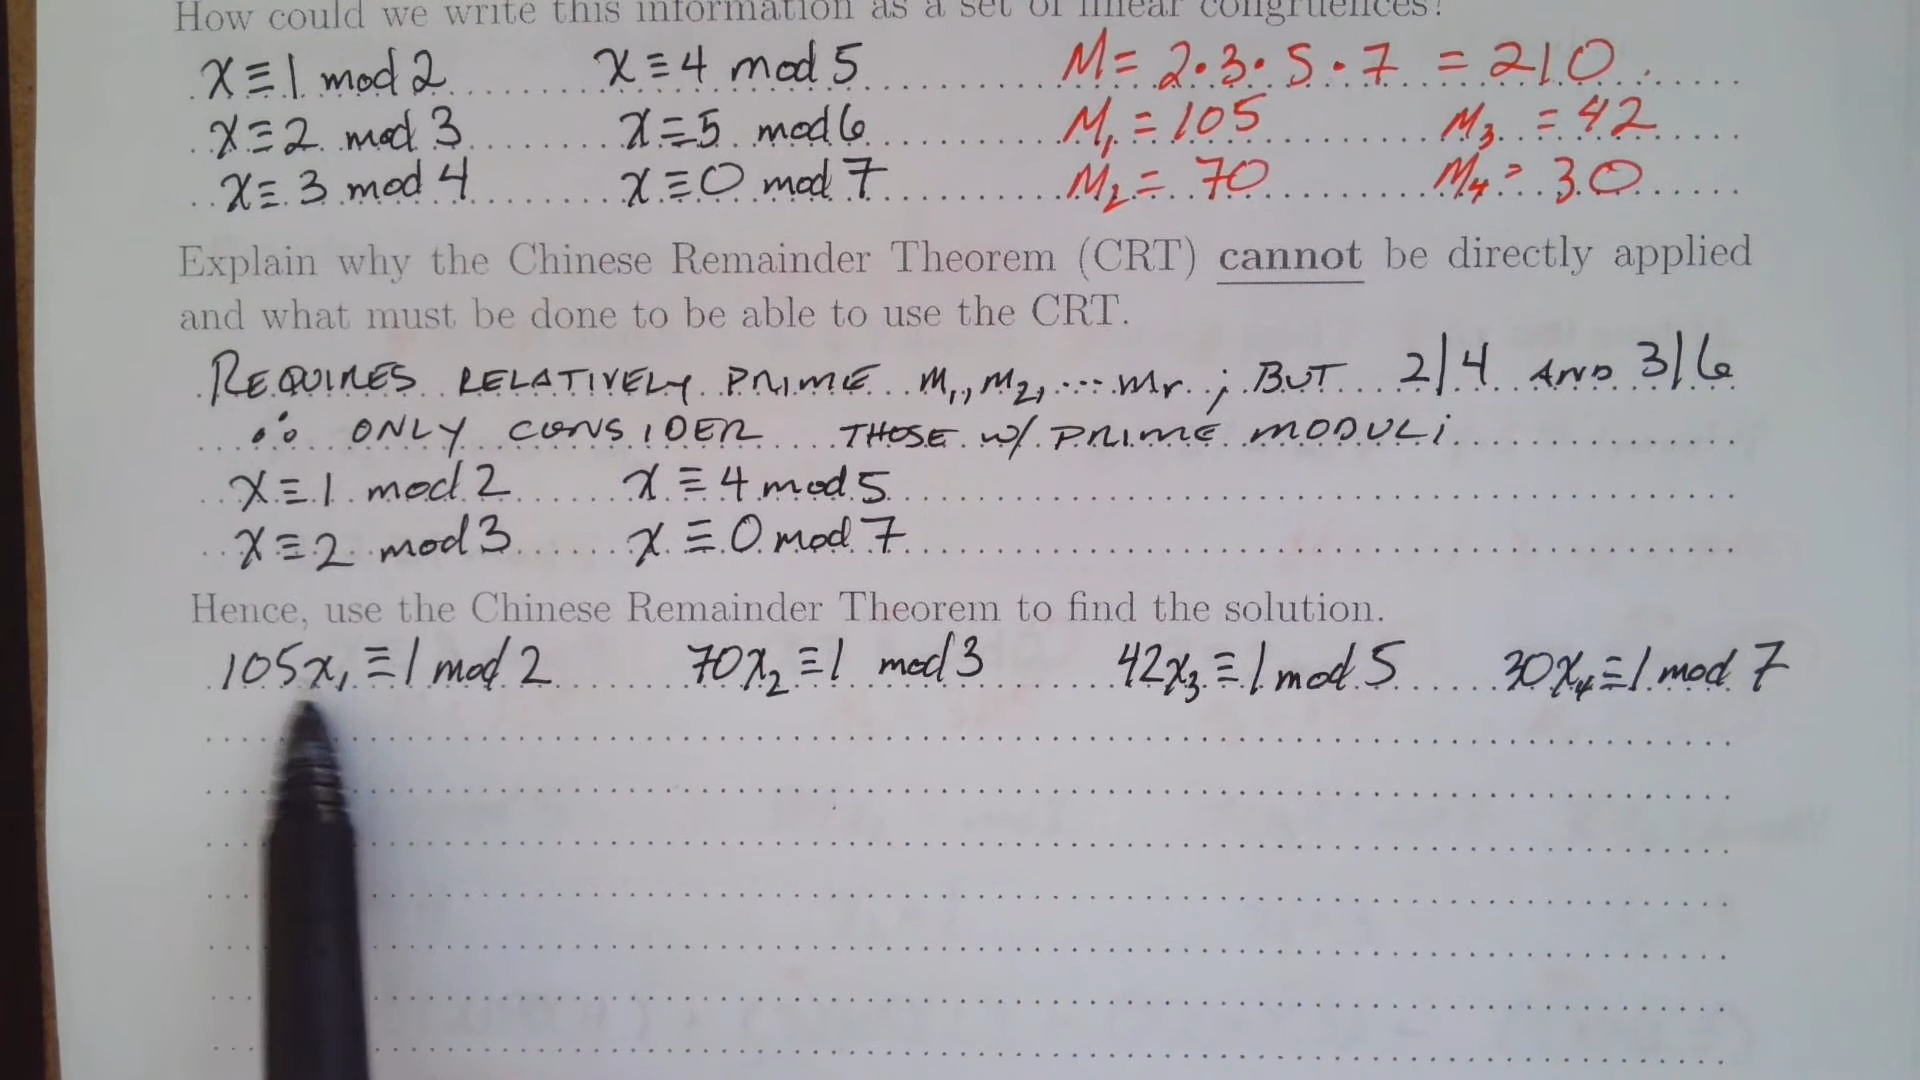 How could we write this information as a set of linear congruences?
x ≡ 1 mod 2 x ≡ 4 mod 5 M = 2·3·5·7 = 210
x ≡ 2 mod 3 x ≡ 5 mod 6 M₁ = 105 M₃ = 42
x ≡ 3 mod 4 x ≡ 0 mod 7 M₂ = 70 M₄ = 30
Explain why the Chinese Remainder Theorem (CRT) cannot be directly applied
and what must be done to be able to use the CRT.
REQUIRES RELATIVELY PRIME m₁, m₂, ... mr ; BUT 2|4 AND 3|6
∴ ONLY CONSIDER THOSE w/ PRIME MODULi
x ≡ 1 mod 2 x ≡ 4 mod 5
x ≡ 2 mod 3 x ≡ 0 mod 7
Hence, use the Chinese Remainder Theorem to find the solution.
105x₁ ≡ 1 mod 2 70x₂ ≡ 1 mod 3 42x₃ ≡ 1 mod 5 30x₄ ≡ 1 mod 7